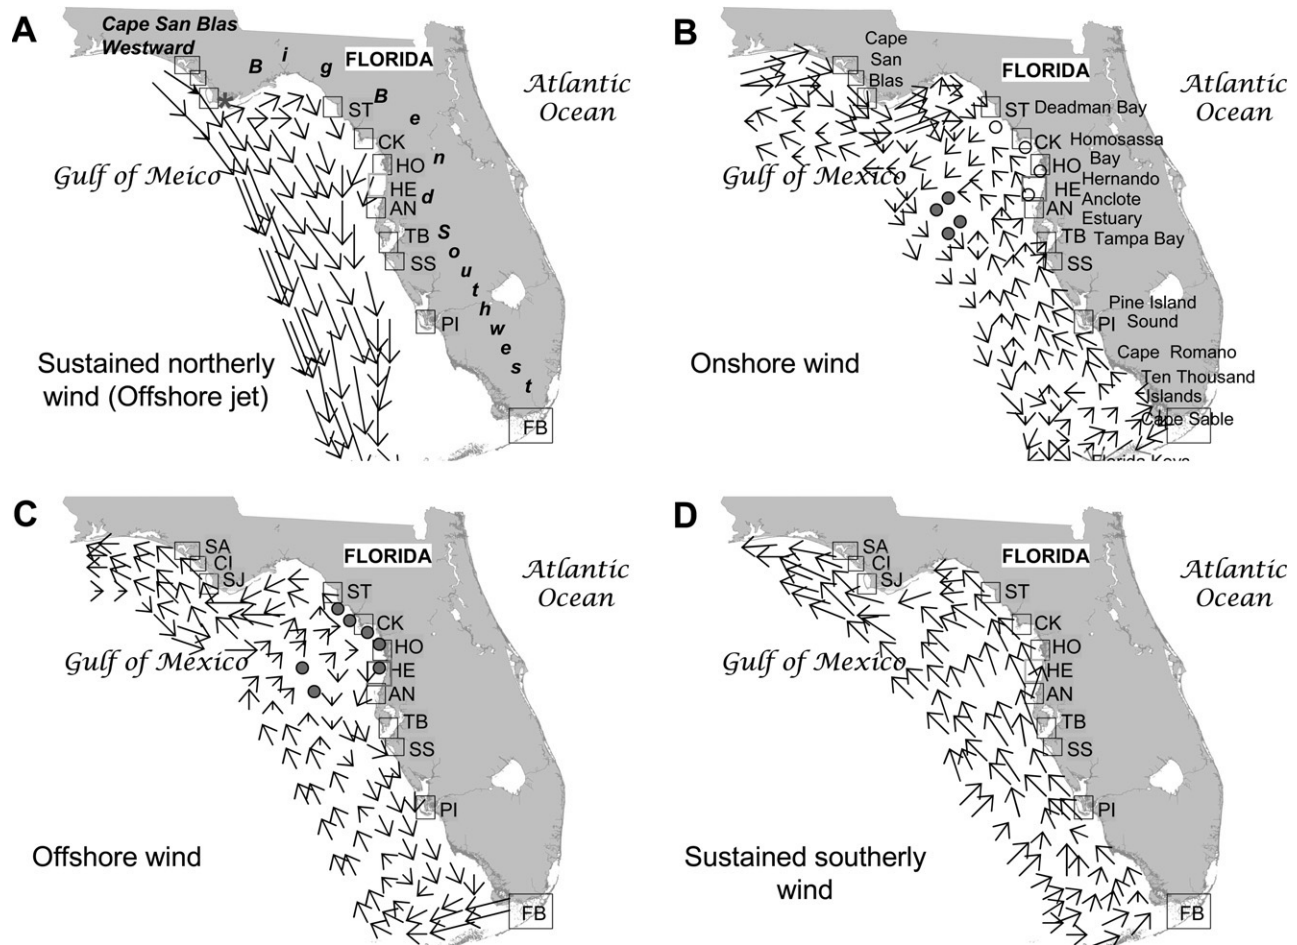 A
Cape San Blas
Westward
B i g
B e n d
S o u t h w e s t
FLORIDA
Atlantic
Ocean
Gulf of Meico
ST
CK
HO
HE
AN
TB
SS
PI
FB
Sustained northerly
wind (Offshore jet)
B
Cape
San
Blas
FLORIDA
Atlantic
Ocean
Gulf of Mexico
ST Deadman Bay
CK Homosassa
Bay
HO
Hernando
HE
Anclote
AN Estuary
TB Tampa Bay
SS
Pine Island
PI Sound
Cape Romano
Ten Thousand
Islands
Cape Sable
Florida Keys
Onshore wind
C
SA
CI
SJ
FLORIDA
Atlantic
Ocean
Gulf of Mexico
ST
CK
HO
HE
AN
TB
SS
PI
FB
Offshore wind
D
SA
CI
SJ
FLORIDA
Atlantic
Ocean
Gulf of Mexico
ST
CK
HO
HE
AN
TB
SS
PI
FB
Sustained southerly
wind